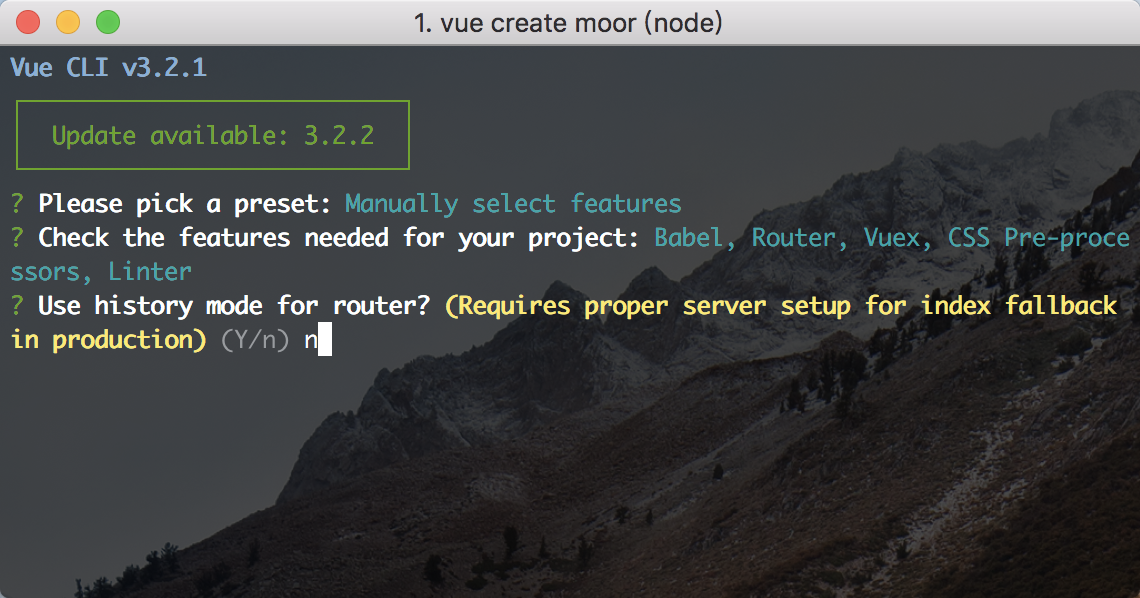 1. vue create moor (node)
Vue CLI v3.2.1
Update available: 3.2.2
? Please pick a preset: Manually select features
? Check the features needed for your project: Babel, Router, Vuex, CSS Pre-proce
ssors, Linter
? Use history mode for router? (Requires proper server setup for index fallback
in production) (Y/n) n